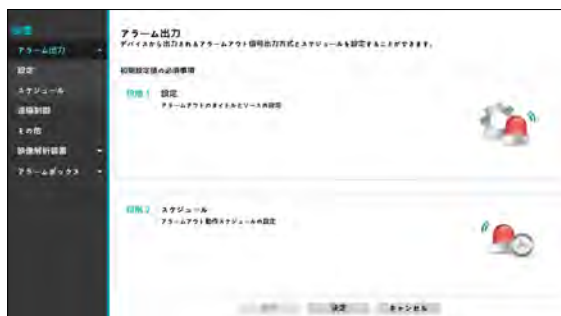 設定
アラーム出力
設定
スケジュール
遠隔制御
その他
映像解析装置
アラームボックス
アラーム出力
デバイスから出力されるアラームアウト信号出力方式とスケジュールを設定することができます。
初期設定値の必須事項
段階 1 設定
アラームアウトのタイトルとソースの設定
段階 2 スケジュール
アラームアウト動作スケジュールの設定
決定 キャンセル